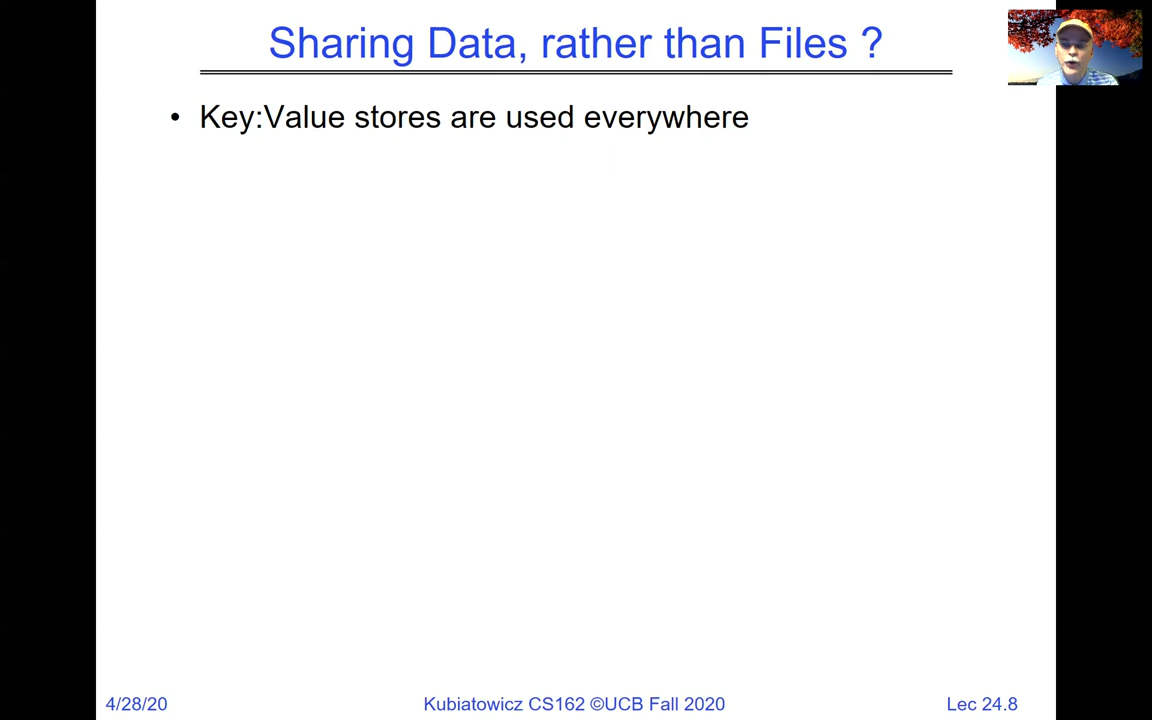 Sharing Data, rather than Files ?
• Key:Value stores are used everywhere
4/28/20
Kubiatowicz CS162 ©UCB Fall 2020
Lec 24.8